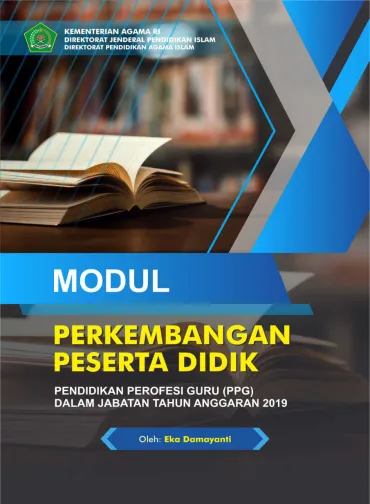 KEMENTERIAN AGAMA RI
DIREKTORAT JENDERAL PENDIDIKAN ISLAM
DIREKTORAT PENDIDIKAN AGAMA ISLAM
MODUL
PERKEMBANGAN
PESERTA DIDIK
PENDIDIKAN PEROFESI GURU (PPG)
DALAM JABATAN TAHUN ANGGARAN 2019
Oleh: Eka Damayanti